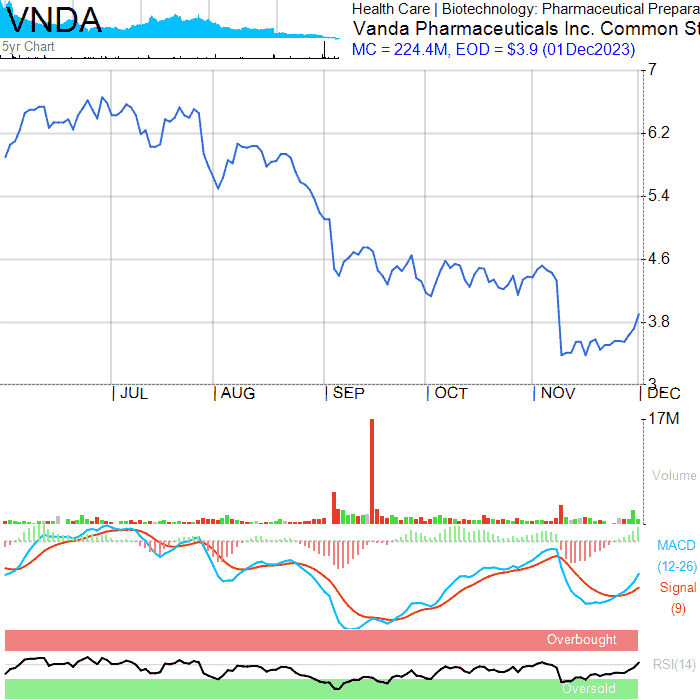 VNDA
5yr Chart
Health Care | Biotechnology: Pharmaceutical Prepara
Vanda Pharmaceuticals Inc. Common St
MC = 224.4M, EOD = $3.9 (01Dec2023)
7
6.2
5.4
4.6
3.8
3
JUL
AUG
SEP
OCT
NOV
DEC
17M
Volume
MACD
(12-26)
Signal
(9)
Overbought
RSI(14)
Oversold